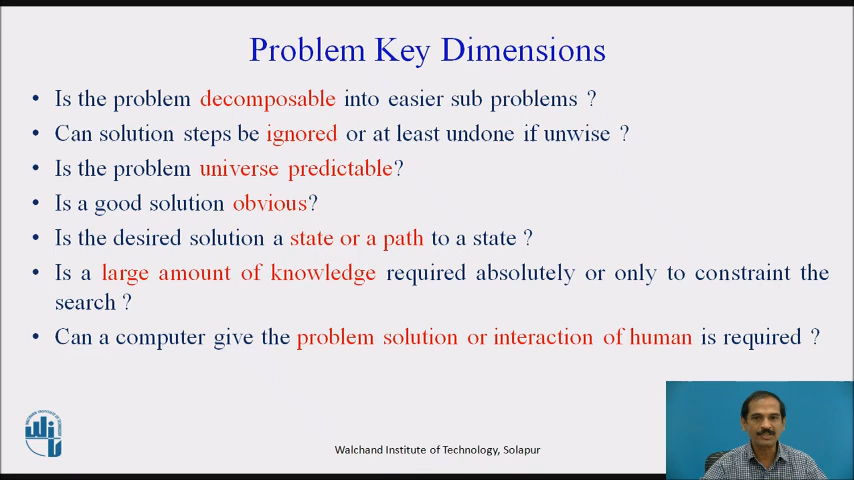 Problem Key Dimensions
• Is the problem decomposable into easier sub problems ?
• Can solution steps be ignored or at least undone if unwise ?
• Is the problem universe predictable?
• Is a good solution obvious?
• Is the desired solution a state or a path to a state ?
• Is a large amount of knowledge required absolutely or only to constraint the
search ?
• Can a computer give the problem solution or interaction of human is required ?
Walchand Institute of Technology, Solapur